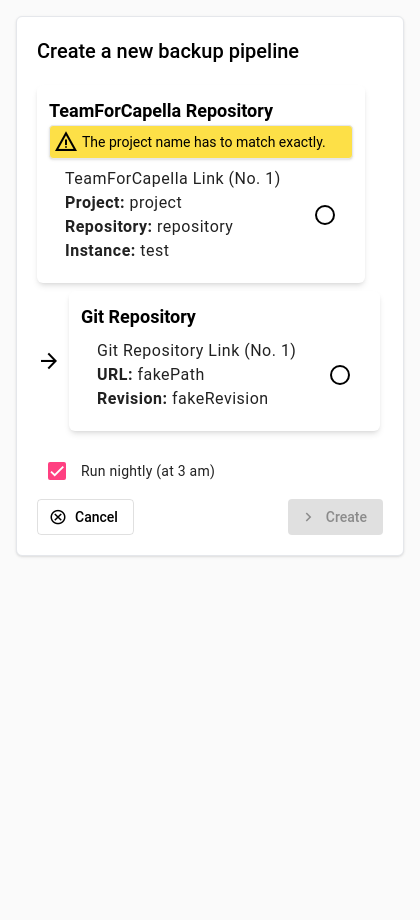 Create a new backup pipeline
TeamForCapella Repository
The project name has to match exactly.
TeamForCapella Link (No. 1)
Project: project
Repository: repository
Instance: test
Git Repository
Git Repository Link (No. 1)
URL: fakePath
Revision: fakeRevision
Run nightly (at 3 am)
Cancel
Create